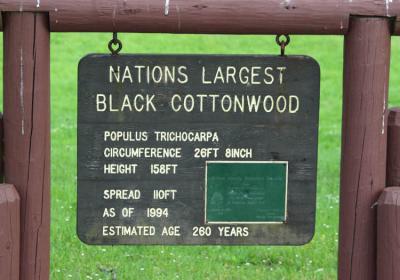 NATIONS LARGEST
BLACK COTTONWOOD
POPULUS TRICHOCARPA
CIRCUMFERENCE 26FT 8INCH
HEIGHT 158FT
SPREAD 110FT
AS OF 1994
ESTIMATED AGE 260 YEARS